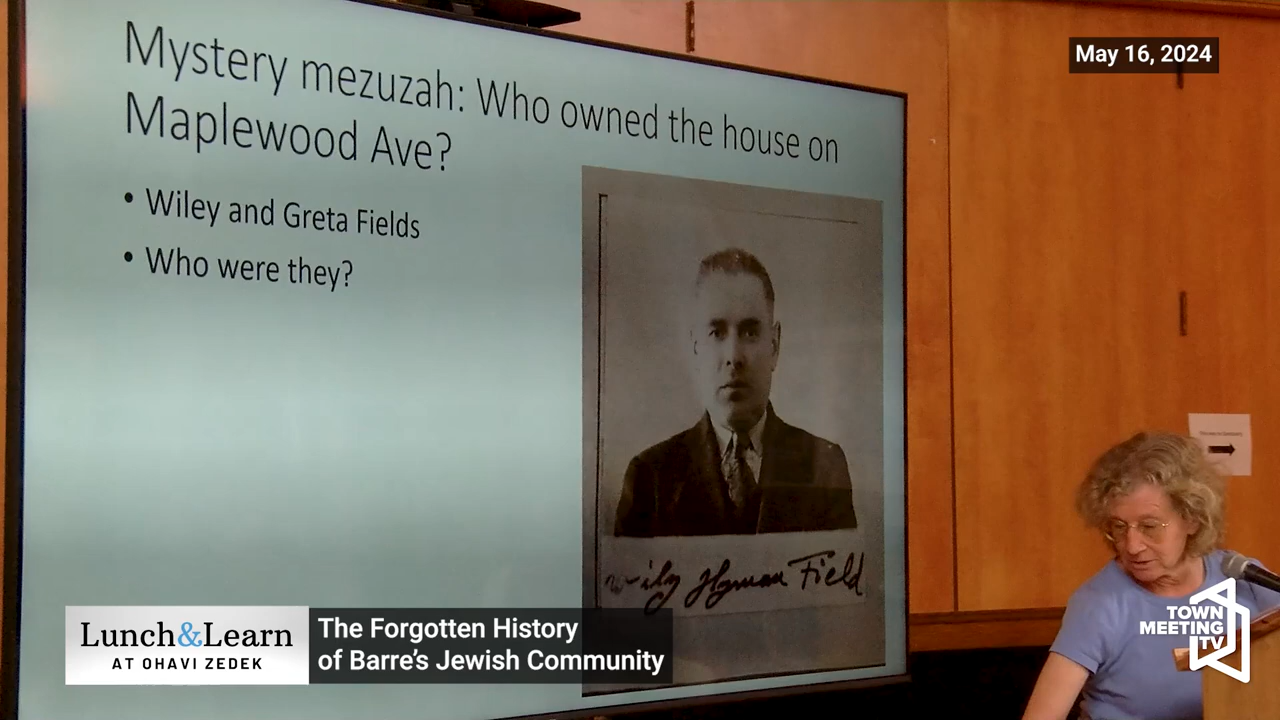 May 16, 2024
Mystery mezuzah: Who owned the house on
Maplewood Ave?
• Wiley and Greta Fields
• Who were they?
Wily Hyman Field
Lunch&Learn
AT OHAVI ZEDEK
The Forgotten History
of Barre's Jewish Community
TOWN
MEETING
TV